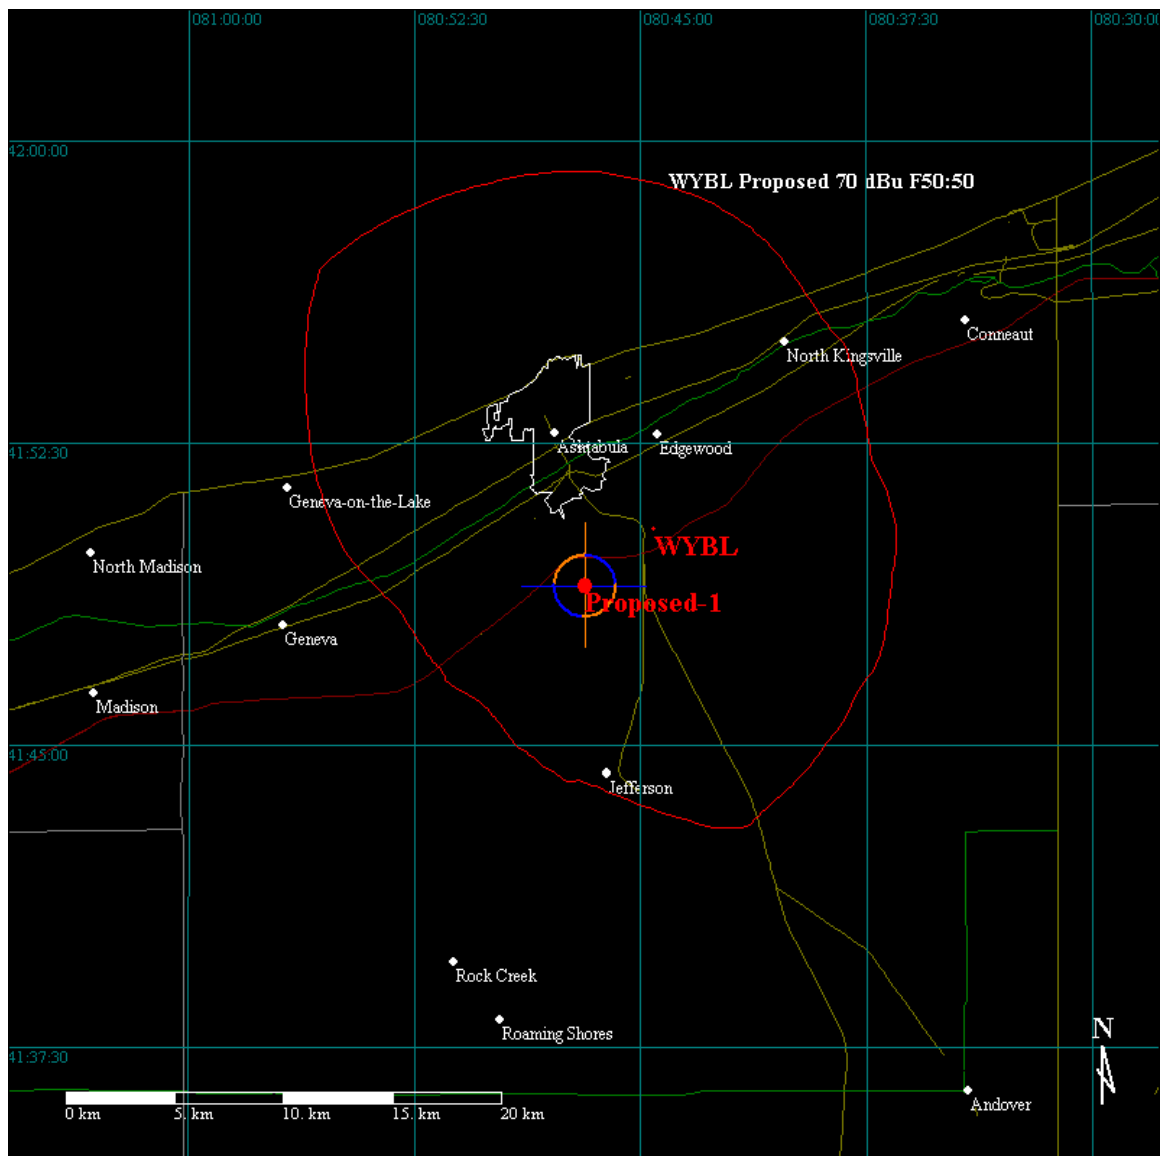 081:00:00
080:52:30
080:45:00
080:37:30
080:30:00
42:00:00
WYBL Proposed 70 dBu F50:50
Conneaut
North Kingsville
41:52:30
Ashtabula
Edgewood
Geneva-on-the-Lake
WYBL
North Madison
Proposed-1
Geneva
Madison
41:45:00
Jefferson
Rock Creek
Roaming Shores
N
41:37:30
Andover
0 km
5. km
10. km
15. km
20 km